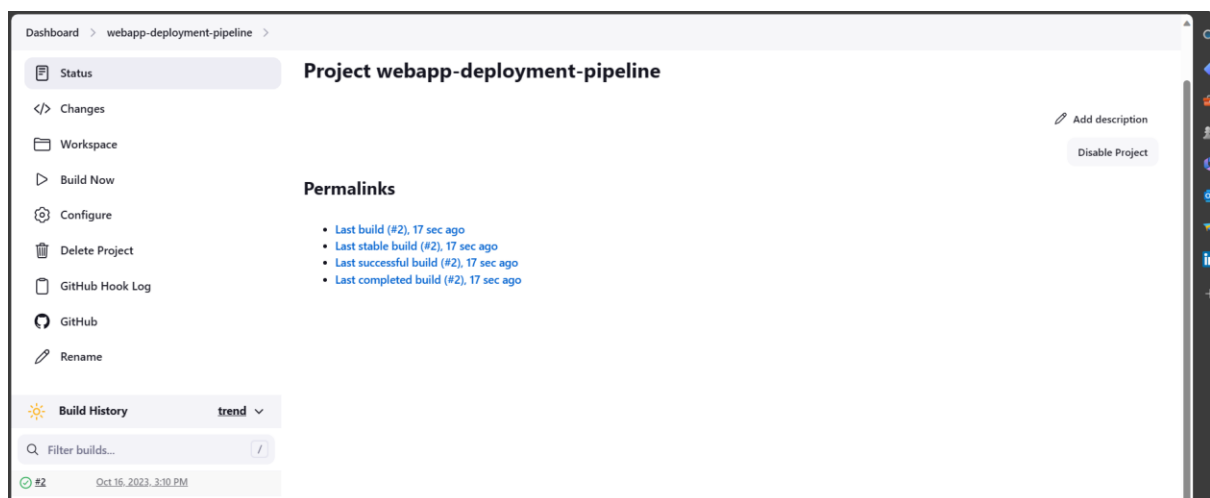 Dashboard > webapp-deployment-pipeline >
Status
Changes
Workspace
Build Now
Configure
Delete Project
GitHub Hook Log
GitHub
Rename
Build History trend
Filter builds... /
#2 Oct 16, 2023, 3:10 PM
Project webapp-deployment-pipeline
Add description
Disable Project
Permalinks
Last build (#2), 17 sec ago
Last stable build (#2), 17 sec ago
Last successful build (#2), 17 sec ago
Last completed build (#2), 17 sec ago
in